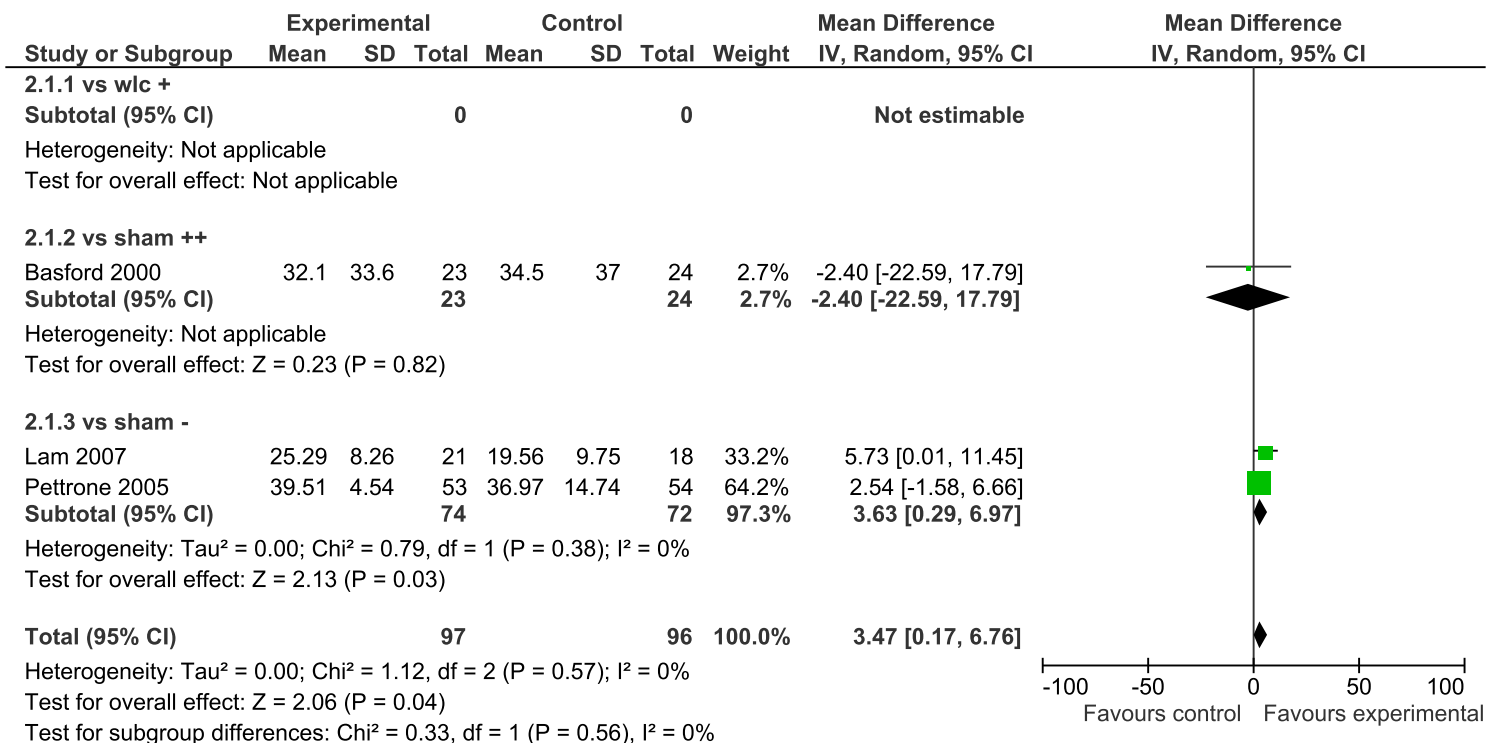 Experimental Control Mean Difference Mean Difference
Study or Subgroup Mean SD Total Mean SD Total Weight IV, Random, 95% CI IV, Random, 95% CI
2.1.1 vs wlc +
Subtotal (95% CI) 0 0 Not estimable
Heterogeneity: Not applicable
Test for overall effect: Not applicable
2.1.2 vs sham ++
Basford 2000 32.1 33.6 23 34.5 37 24 2.7% -2.40 [-22.59, 17.79]
Subtotal (95% CI) 23 24 2.7% -2.40 [-22.59, 17.79]
Heterogeneity: Not applicable
Test for overall effect: Z = 0.23 (P = 0.82)
2.1.3 vs sham -
Lam 2007 25.29 8.26 21 19.56 9.75 18 33.2% 5.73 [0.01, 11.45]
Pettrone 2005 39.51 4.54 53 36.97 14.74 54 64.2% 2.54 [-1.58, 6.66]
Subtotal (95% CI) 74 72 97.3% 3.63 [0.29, 6.97]
Heterogeneity: Tau² = 0.00; Chi² = 0.79, df = 1 (P = 0.38); I² = 0%
Test for overall effect: Z = 2.13 (P = 0.03)
Total (95% CI) 97 96 100.0% 3.47 [0.17, 6.76]
Heterogeneity: Tau² = 0.00; Chi² = 1.12, df = 2 (P = 0.57); I² = 0%
Test for overall effect: Z = 2.06 (P = 0.04)
Test for subgroup differences: Chi² = 0.33, df = 1 (P = 0.56), I² = 0%
-100 -50 0 50 100
Favours control Favours experimental